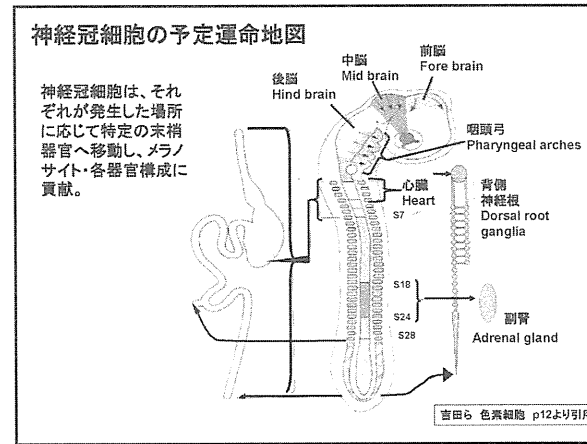 神経冠細胞の予定運命地図
神経冠細胞は、それ
ぞれが発生した場所
に応じて特定の末梢
器官へ移動し、メラノ
サイト・各器官構成に
貢献。
前脳
Fore brain
中脳
Mid brain
後脳
Hind brain
咽頭弓
Pharyngeal arches
心臓
Heart
S7
背側
神経根
Dorsal root
ganglia
S18
S24
S28
副腎
Adrenal gland
吉田ら 色素細胞 p12より引用